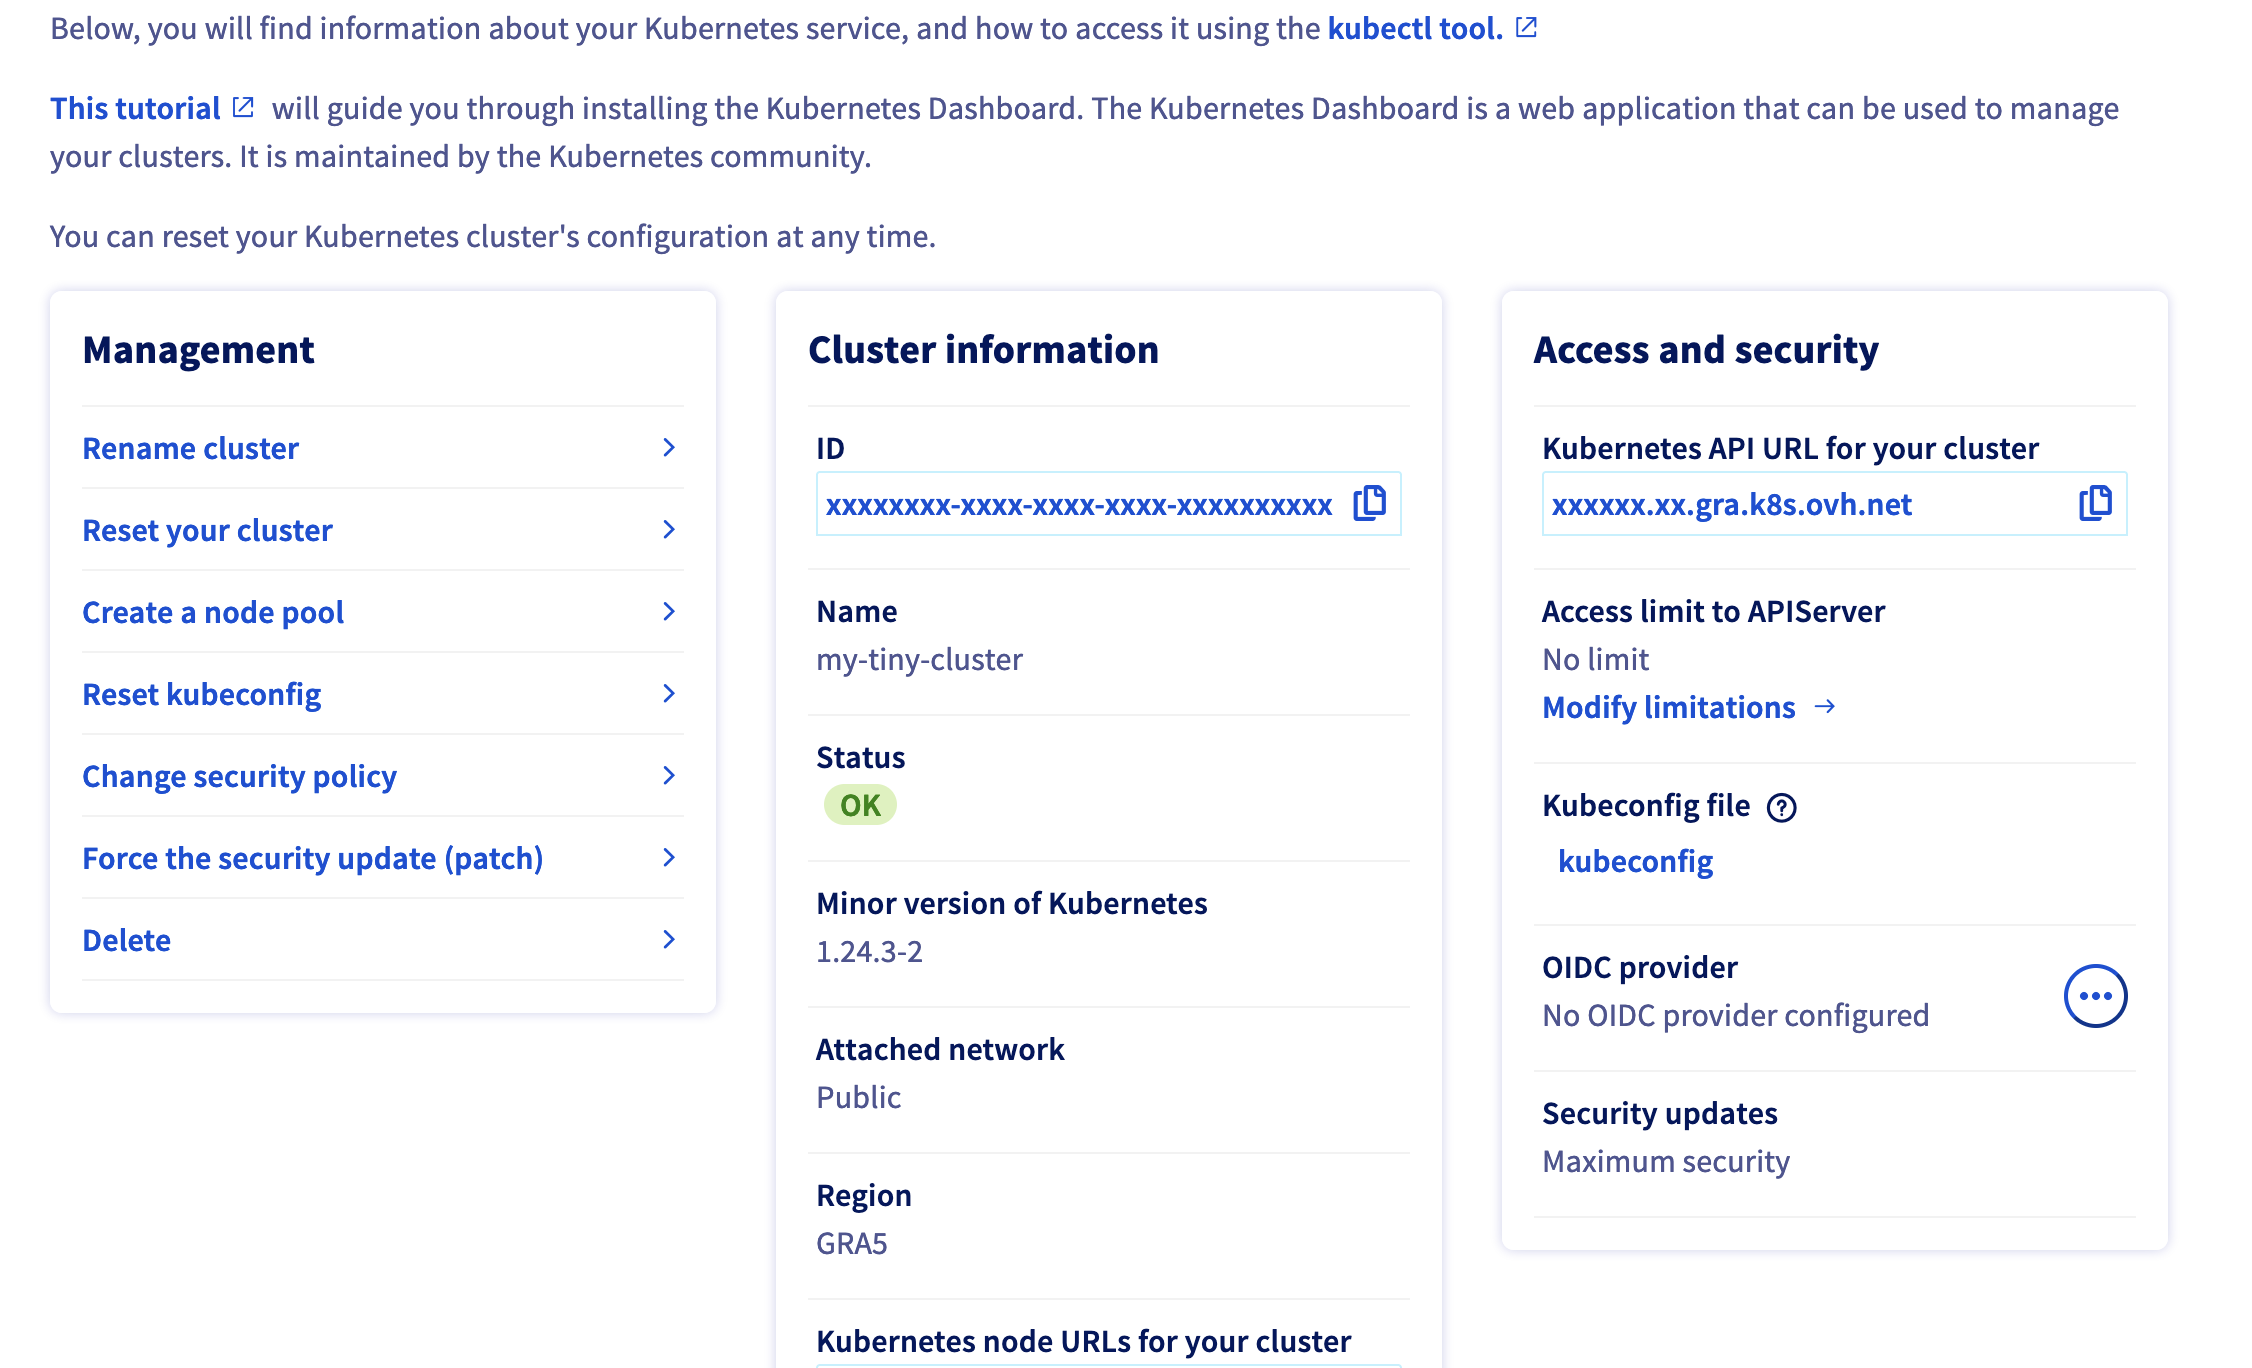 Below, you will find information about your Kubernetes service, and how to access it using the kubectl tool.
This tutorial will guide you through installing the Kubernetes Dashboard. The Kubernetes Dashboard is a web application that can be used to manage
your clusters. It is maintained by the Kubernetes community.
You can reset your Kubernetes cluster's configuration at any time.
Management
Rename cluster
Reset your cluster
Create a node pool
Reset kubeconfig
Change security policy
Force the security update (patch)
Delete
Cluster information
ID
xxxxxxxx-xxxx-xxxx-xxxx-xxxxxxxxxx
Name
my-tiny-cluster
Status
OK
Minor version of Kubernetes
1.24.3-2
Attached network
Public
Region
GRA5
Kubernetes node URLs for your cluster
Access and security
Kubernetes API URL for your cluster
xxxxxx.xx.gra.k8s.ovh.net
Access limit to APIServer
No limit
Modify limitations
Kubeconfig file
kubeconfig
OIDC provider
No OIDC provider configured
Security updates
Maximum security